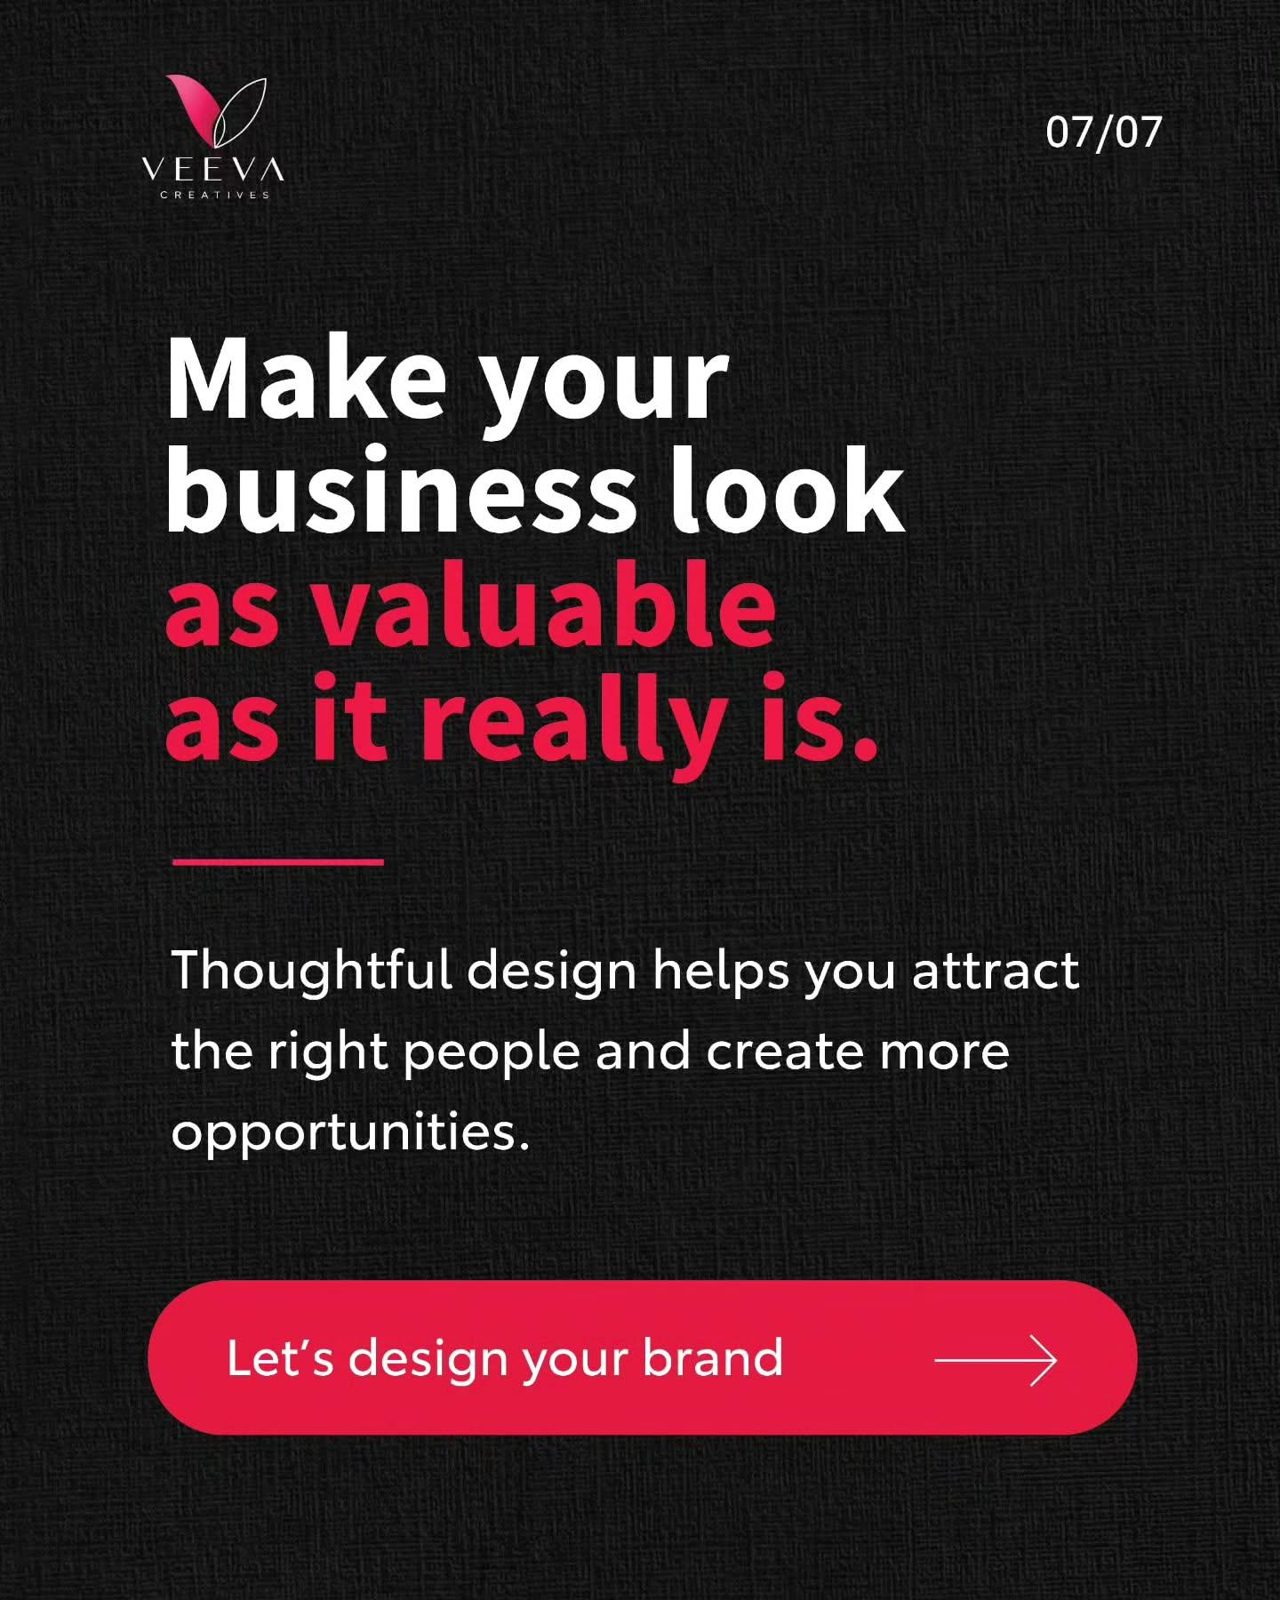 VEEVA
CREATIVES
07/07
Make your
business look
as valuable
as it really is.
Thoughtful design helps you attract
the right people and create more
opportunities.
Let’s design your brand